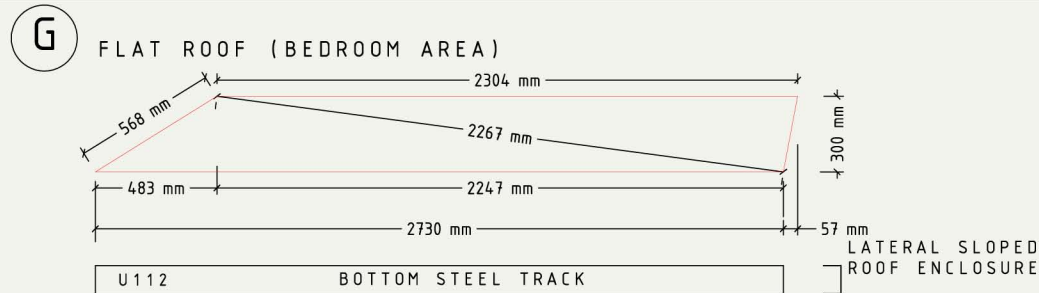 G
FLAT ROOF (BEDROOM AREA)
2304 mm
568 mm
2267 mm
300 mm
483 mm
2247 mm
2730 mm
57 mm
LATERAL SLOPED
ROOF ENCLOSURE
U112 BOTTOM STEEL TRACK